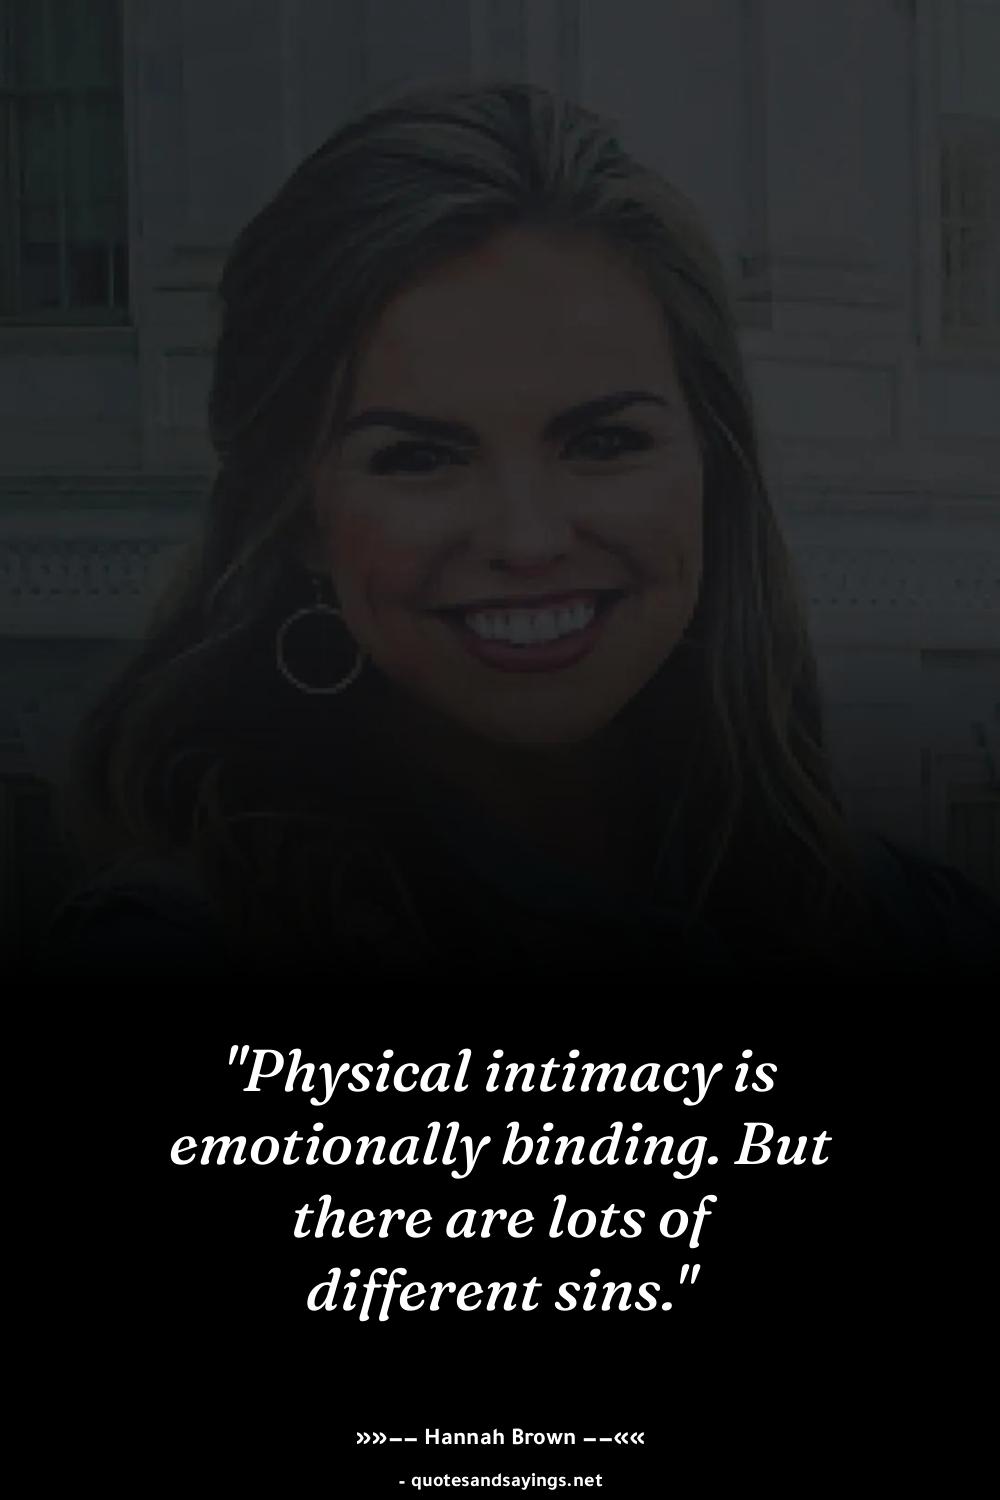 "Physical intimacy is
emotionally binding. But
there are lots of
different sins."
»»−− Hannah Brown −−««
- quotesandsayings.net